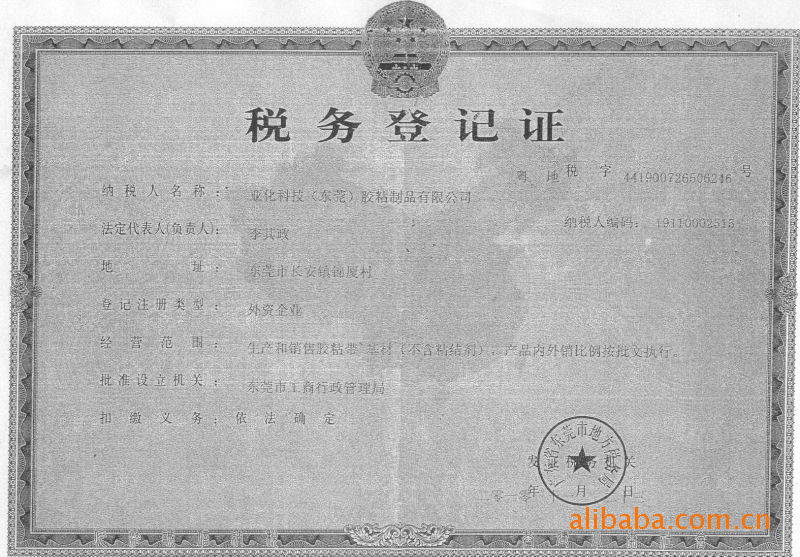 税务登记证
粤 地 税 字 441900726506246 号
纳税人名称： 亚化科技（东莞）胶粘制品有限公司
纳税人编码： 19110002515
法定代表人(负责人)： 李其政
地 址： 东莞市长安镇锦厦村
登记注册类型： 外资企业
经营范围： 生产和销售胶粘带 基材（不含粘结剂），产品内外销比例按批文执行。
批准设立机关： 东莞市工商行政管理局
扣缴义务： 依法确定
广东省东莞市地方税务局
发证税务机关
年 月 日
alibaba.com.cn